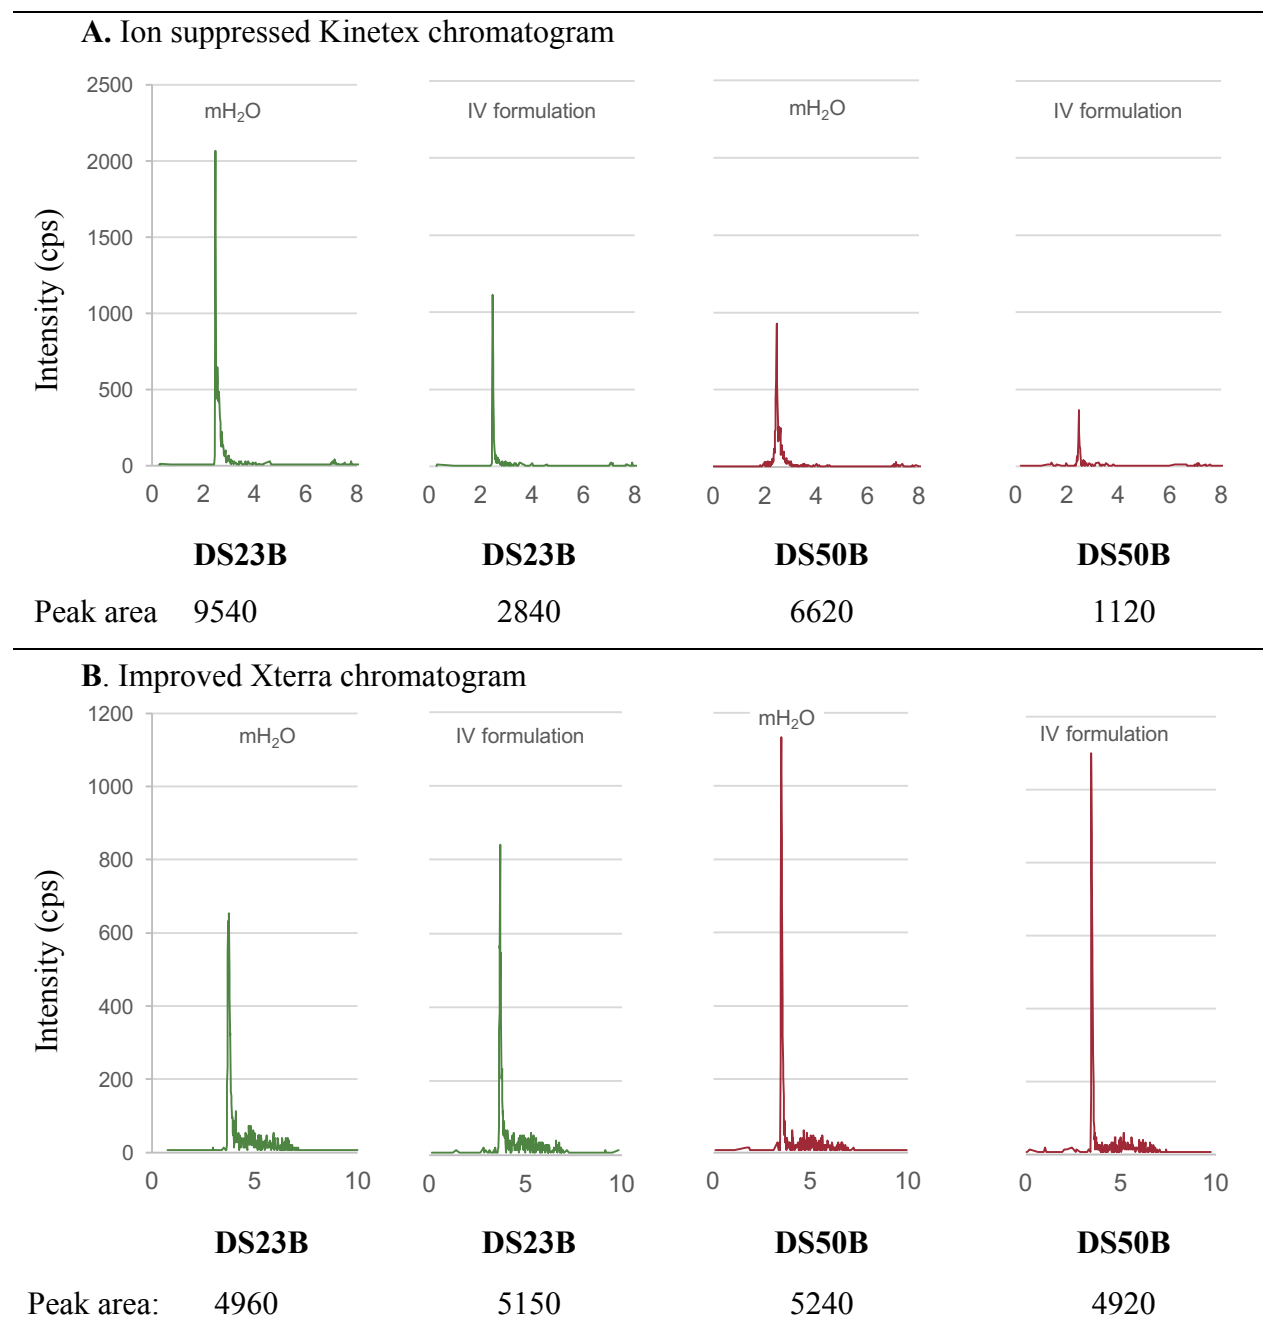 A. Ion suppressed Kinetex chromatogram
2500
2000
1500
1000
500
0
Intensity (cps)
mH₂O
IV formulation
mH₂O
IV formulation
0 2 4 6 8
0 2 4 6 8
0 2 4 6 8
0 2 4 6 8
DS23B DS23B DS50B DS50B
Peak area 9540 2840 6620 1120
B. Improved Xterra chromatogram
1200
1000
800
600
400
200
0
Intensity (cps)
mH₂O
IV formulation
mH₂O
IV formulation
0 5 10
0 5 10
0 5 10
0 5 10
DS23B DS23B DS50B DS50B
Peak area: 4960 5150 5240 4920